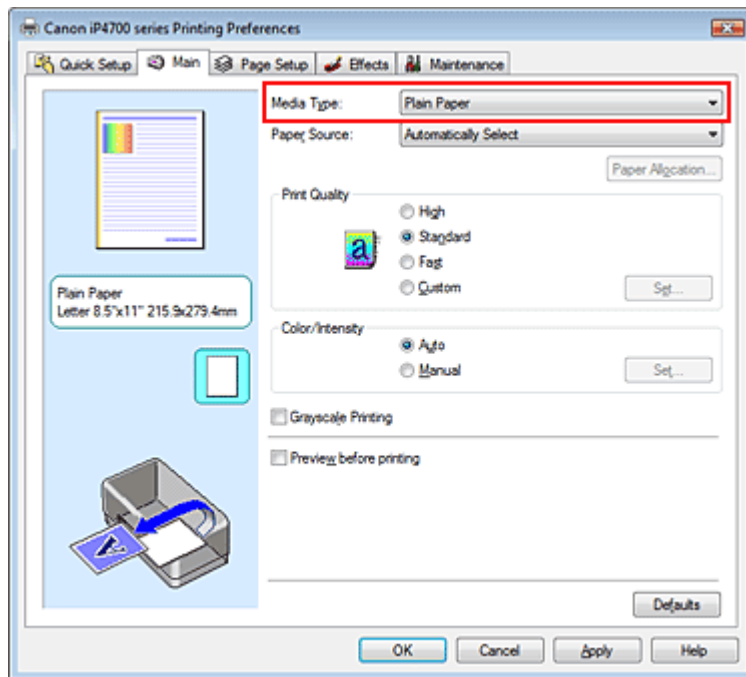 Canon iP4700 series Printing Preferences
Quick Setup Main Page Setup Effects Maintenance
Media Type: Plain Paper
Paper Source: Automatically Select
Paper Allocation...
Print Quality
High
a Standard
Fast
Custom Set...
Plain Paper
Letter 8.5"x11" 215.9x279.4mm
Color/Intensity
Auto
Manual Set...
Grayscale Printing
Preview before printing
Defaults
OK Cancel Apply Help